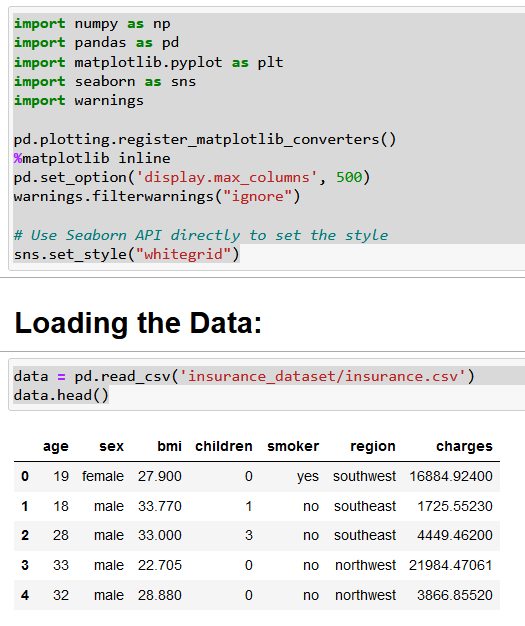 import numpy as np
import pandas as pd
import matplotlib.pyplot as plt
import seaborn as sns
import warnings
pd.plotting.register_matplotlib_converters()
%matplotlib inline
pd.set_option('display.max_columns', 500)
warnings.filterwarnings("ignore")
# Use Seaborn API directly to set the style
sns.set_style("whitegrid")
Loading the Data:
data = pd.read_csv('insurance_dataset/insurance.csv')
data.head()
age sex bmi children smoker region charges
0 19 female 27.900 0 yes southwest 16884.92400
1 18 male 33.770 1 no southeast 1725.55230
2 28 male 33.000 3 no southeast 4449.46200
3 33 male 22.705 0 no northwest 21984.47061
4 32 male 28.880 0 no northwest 3866.85520